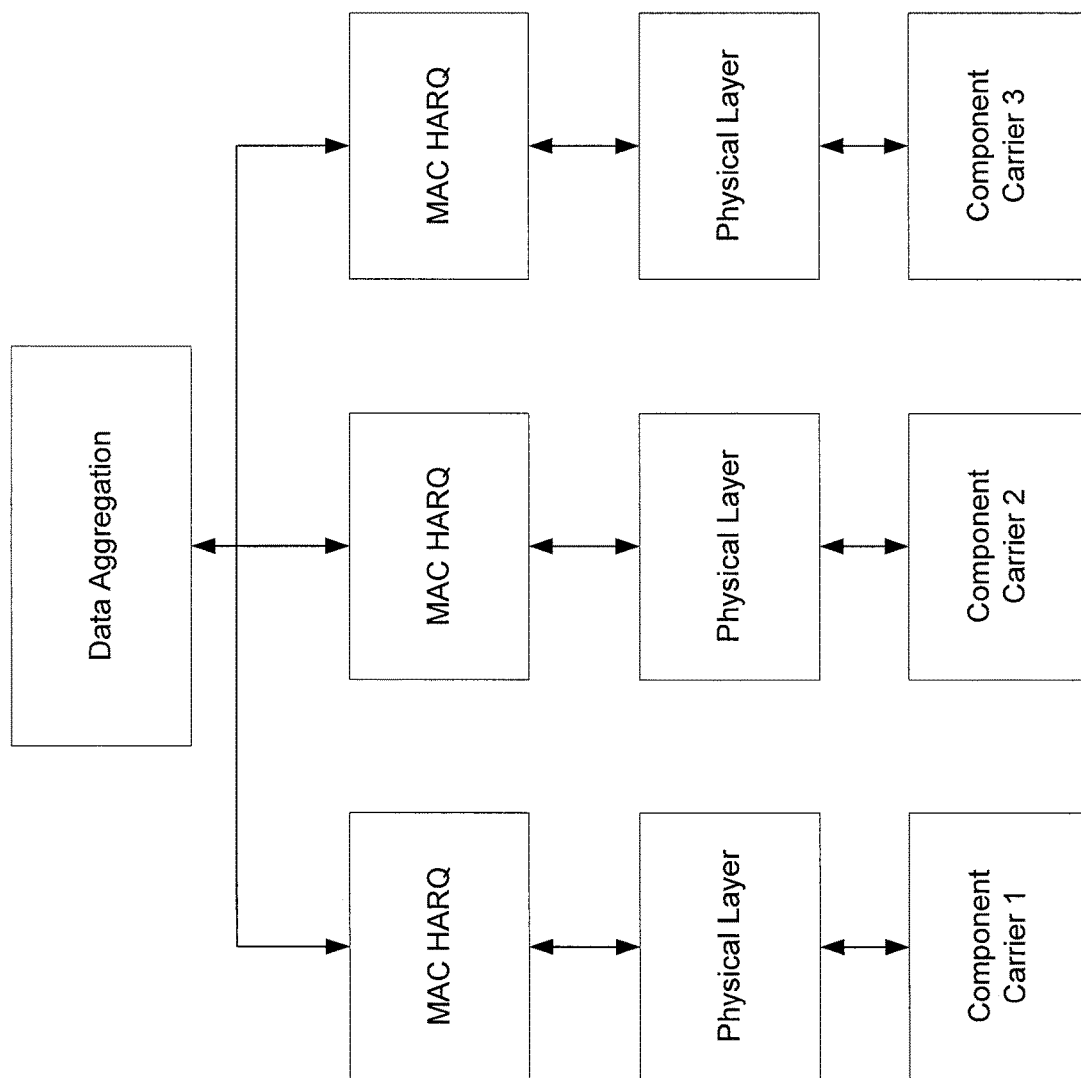 Data Aggregation
MAC HARQ
MAC HARQ
MAC HARQ
Physical Layer
Physical Layer
Physical Layer
Component
Carrier 1
Component
Carrier 2
Component
Carrier 3